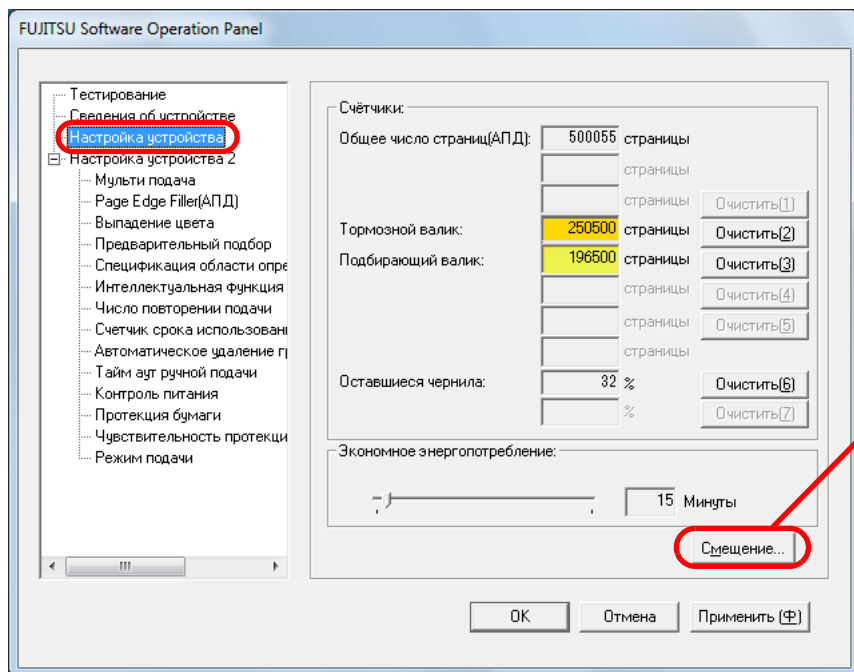 FUJITSU Software Operation Panel
Тестирование
Сведения об устройстве
Настройка устройства
Настройка устройства 2
Мульти подача
Page Edge Filler(АПД)
Выпадение цвета
Предварительный подбор
Спецификация области опре
Интеллектуальная функция
Число повторении подачи
Счетчик срока использовани
Автоматическое удаление г
Тайм аут ручной подачи
Контроль питания
Протекция бумаги
Чувствительность протекци
Режим подачи
Счётчики:
Общее число страниц(АПД): 500055 страницы
страницы
страницы Очистить(1)
Тормозной валик: 250500 страницы Очистить(2)
Подбирающий валик: 196500 страницы Очистить(3)
страницы Очистить(4)
страницы Очистить(5)
страницы
Оставшиеся чернила: 32 % Очистить(6)
% Очистить(7)
Экономное энергопотребление:
15 Минуты
Смещение...
OK Отмена Применить (Ф)